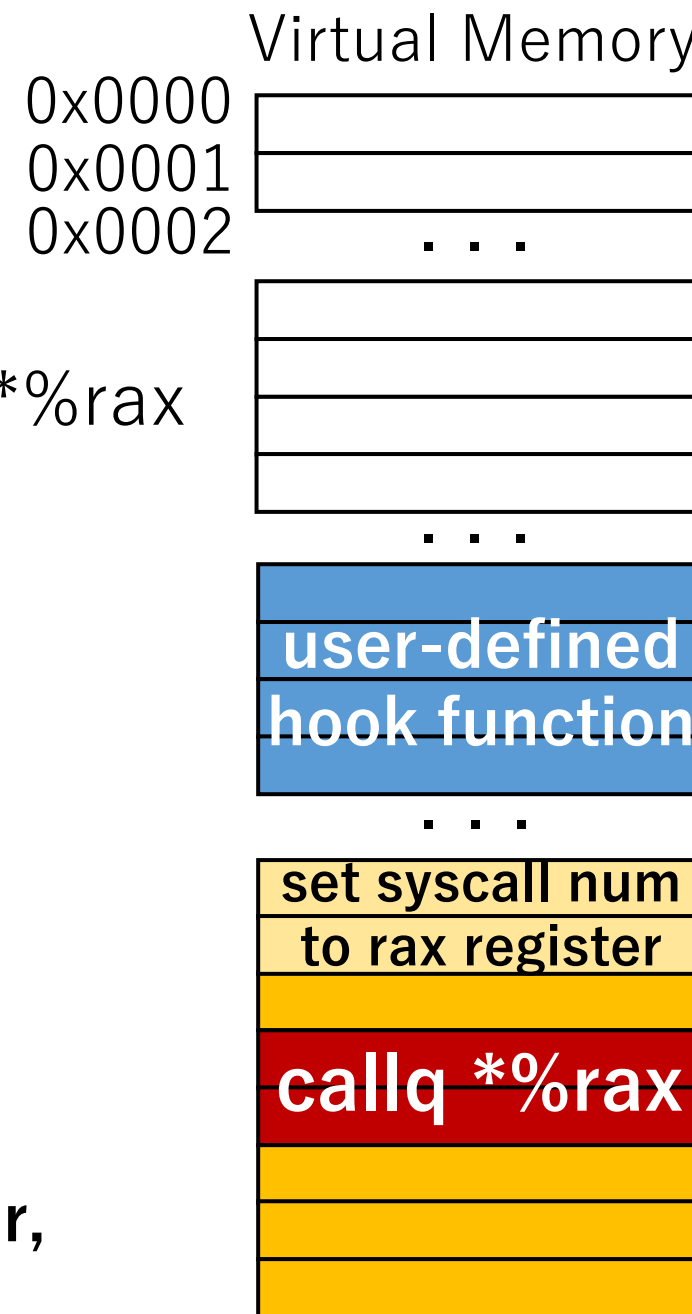 Virtual Memory
0x0000
0x0001
0x0002
. . .
*%rax
. . .
user-defined
hook function
. . .
set syscall num
to rax register
callq *%rax
r,